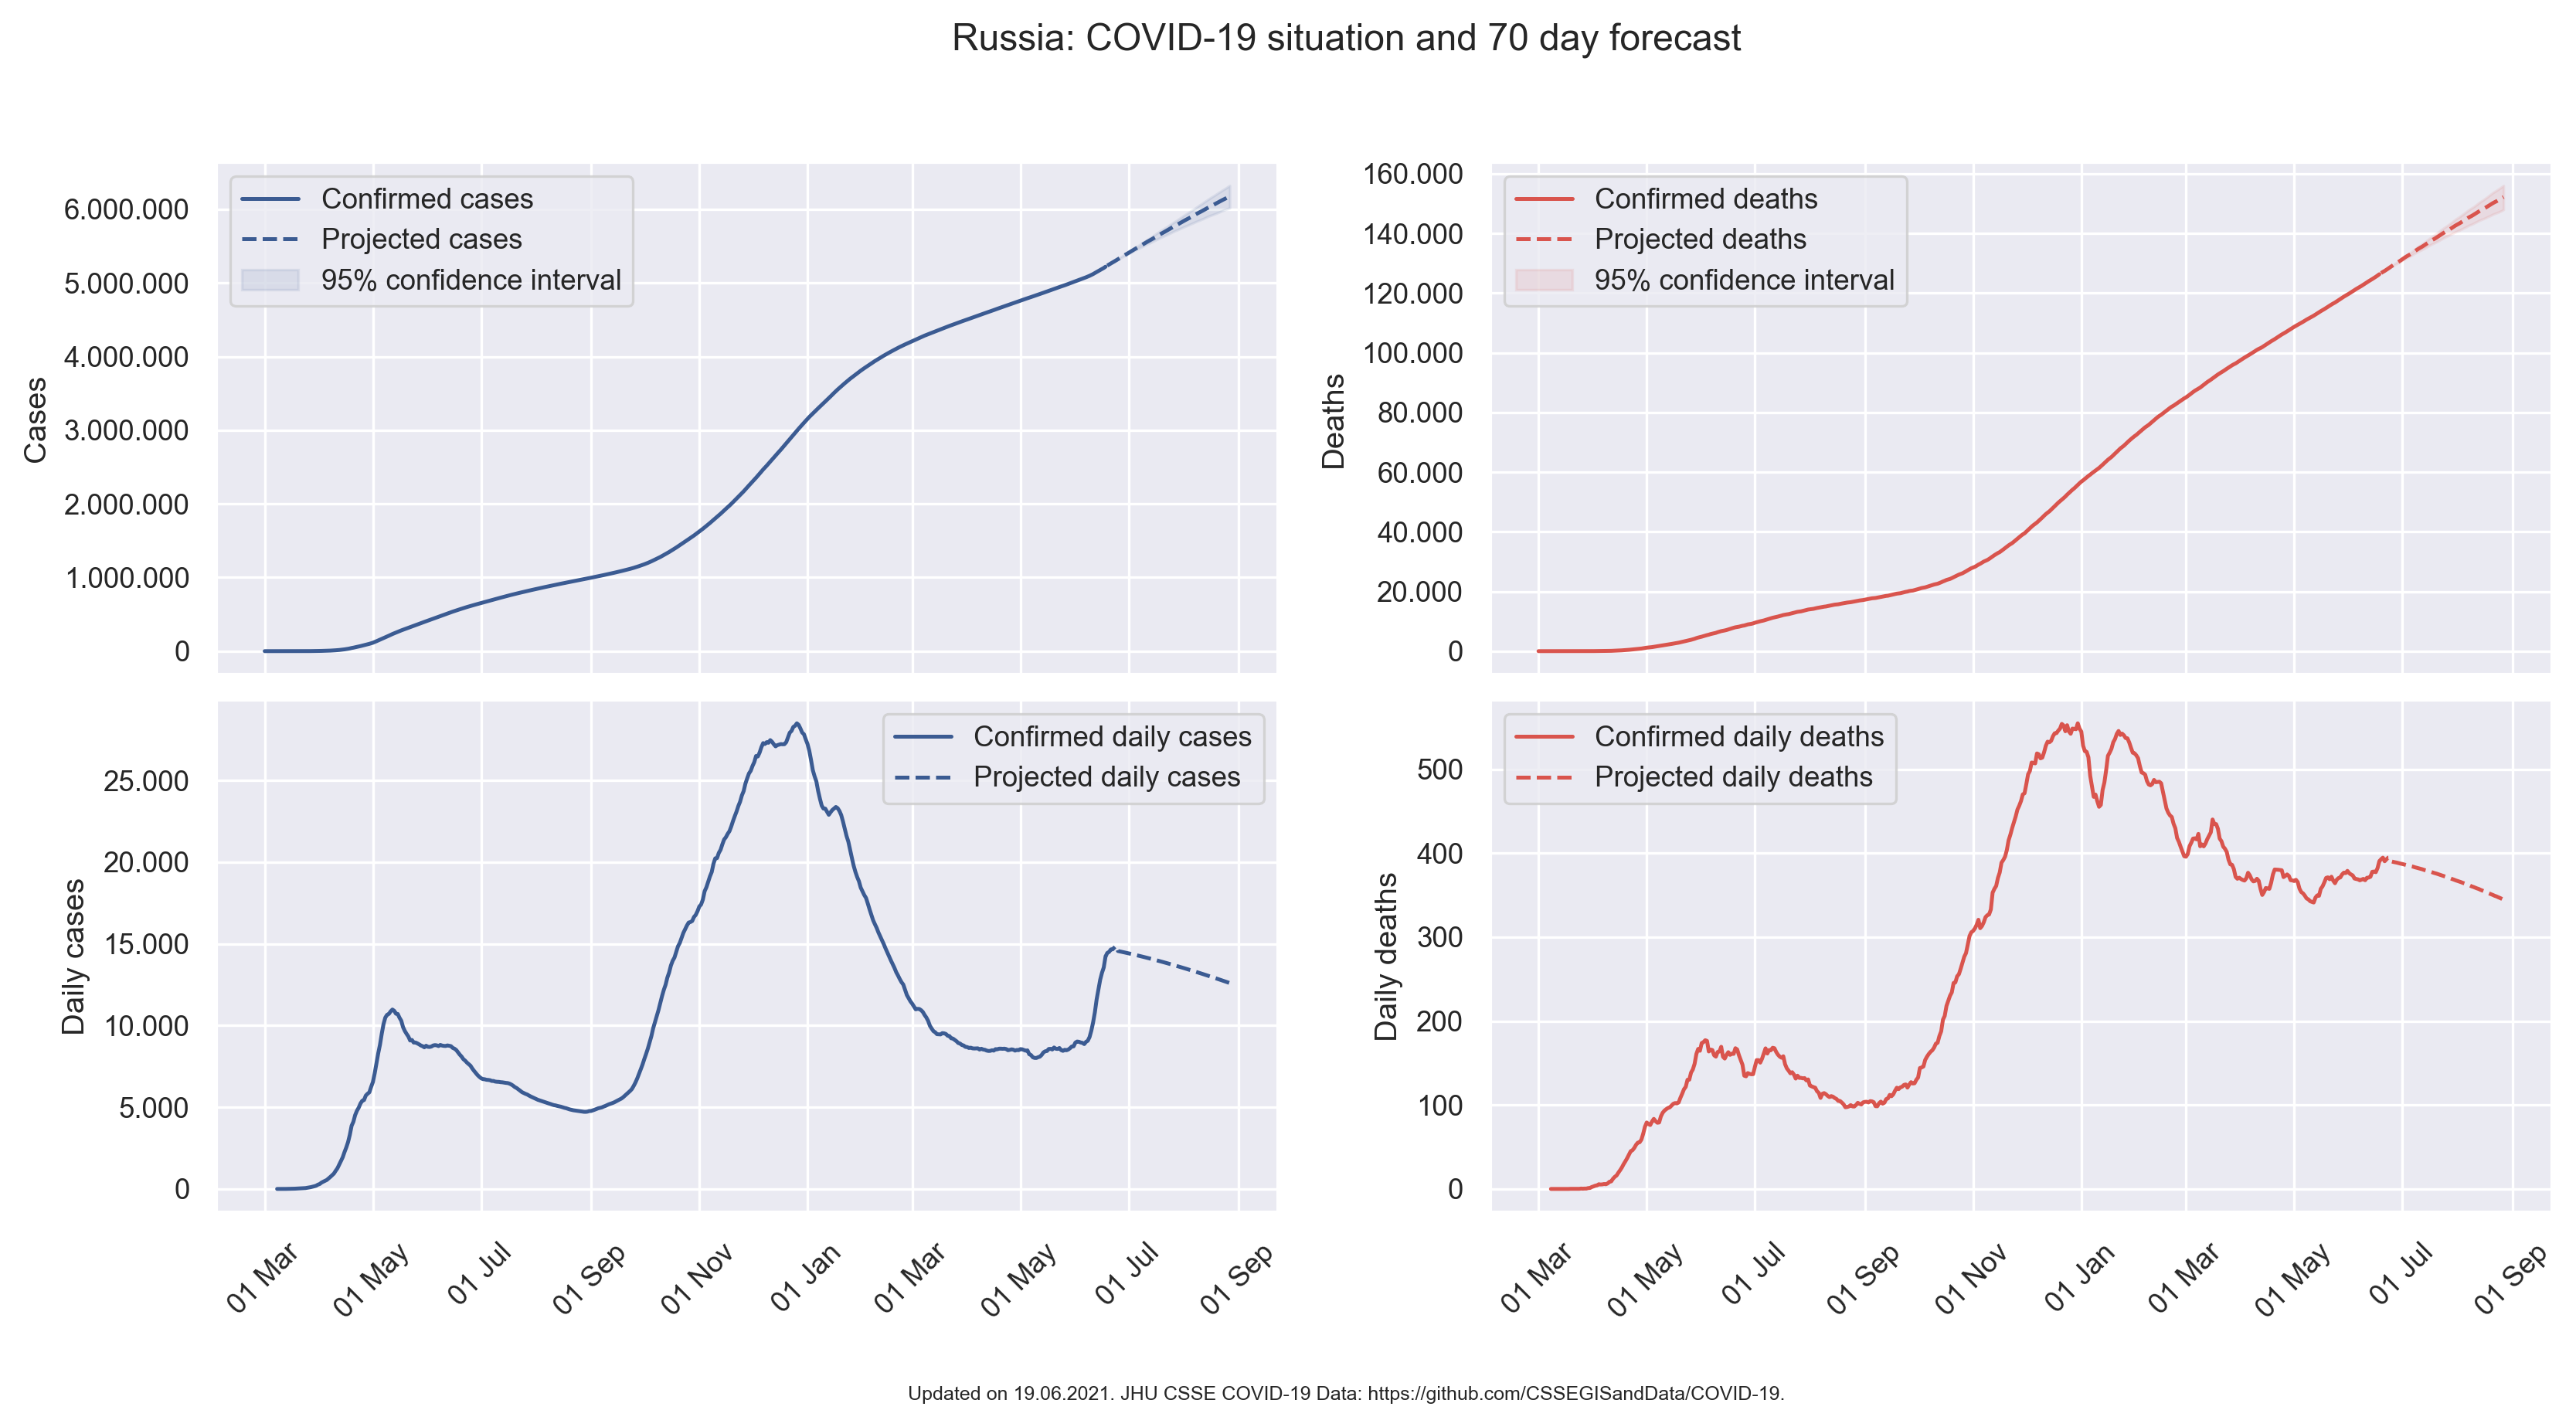 Russia: COVID-19 situation and 70 day forecast
Cases
6.000.000
5.000.000
4.000.000
3.000.000
2.000.000
1.000.000
0
Confirmed cases
Projected cases
95% confidence interval
Deaths
160.000
140.000
120.000
100.000
80.000
60.000
40.000
20.000
0
Confirmed deaths
Projected deaths
95% confidence interval
Daily cases
25.000
20.000
15.000
10.000
5.000
0
Confirmed daily cases
Projected daily cases
01 Mar
01 May
01 Jul
01 Sep
01 Nov
01 Jan
01 Mar
01 May
01 Jul
01 Sep
Daily deaths
500
400
300
200
100
0
Confirmed daily deaths
Projected daily deaths
01 Mar
01 May
01 Jul
01 Sep
01 Nov
01 Jan
01 Mar
01 May
01 Jul
01 Sep
Updated on 19.06.2021. JHU CSSE COVID-19 Data: https://github.com/CSSEGISandData/COVID-19.